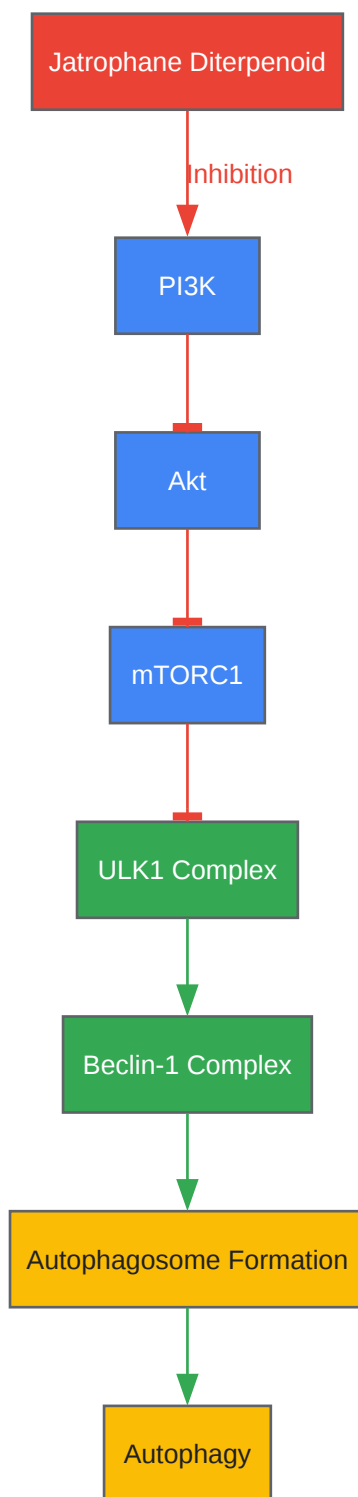 Jatrophane Diterpenoid
Inhibition
PI3K
Akt
mTORC1
ULK1 Complex
Beclin-1 Complex
Autophagosome Formation
Autophagy